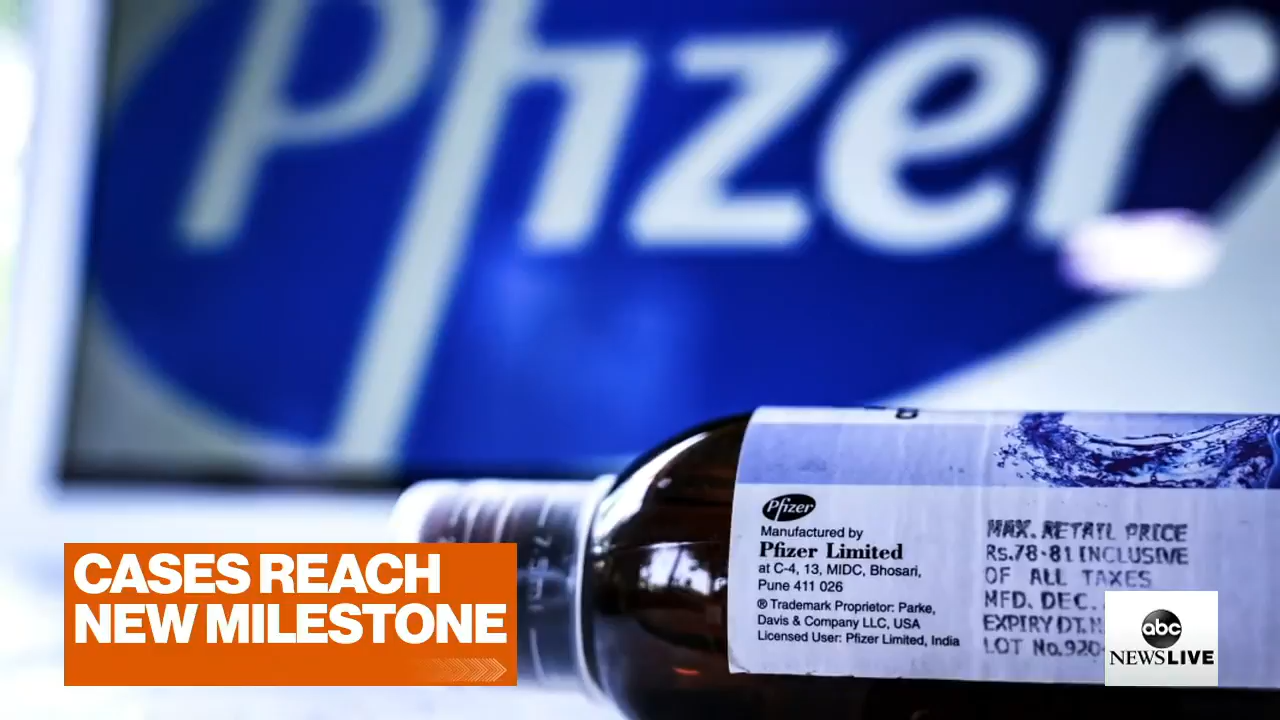 Pfizer
Pfizer
Manufactured by
Pfizer Limited
at C-4, 13, MIDC, Bhosari,
Pune 411 026
® Trademark Proprietor: Parke,
Davis & Company LLC, USA
Licensed User: Pfizer Limited, India
MAX. RETAIL PRICE
Rs.78.81 INCLUSIVE
OF ALL TAXES
MFD. DEC.
EXPIRY DT.
LOT No.920
CASES REACH
NEW MILESTONE
abc
NEWSLIVE